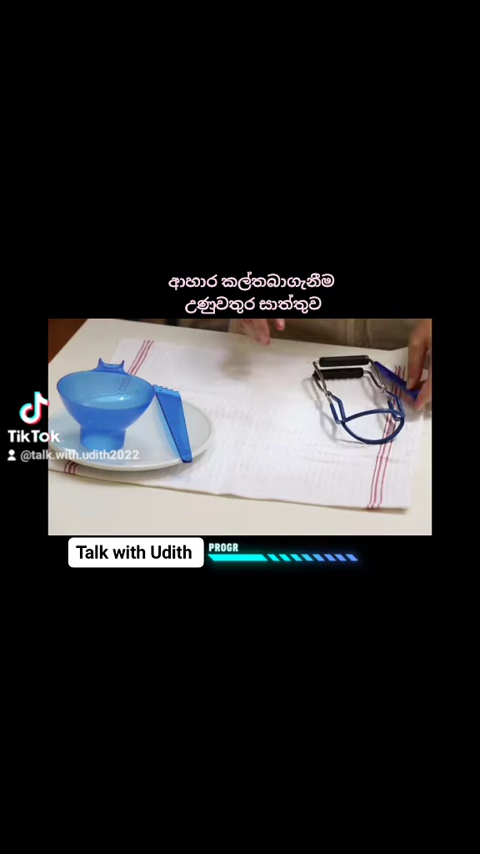 ආහාර කල්තබාගැනීම
උණුවතුර සාත්තුව
TikTok
@talk.with.udith2022
Talk with Udith
PROGR